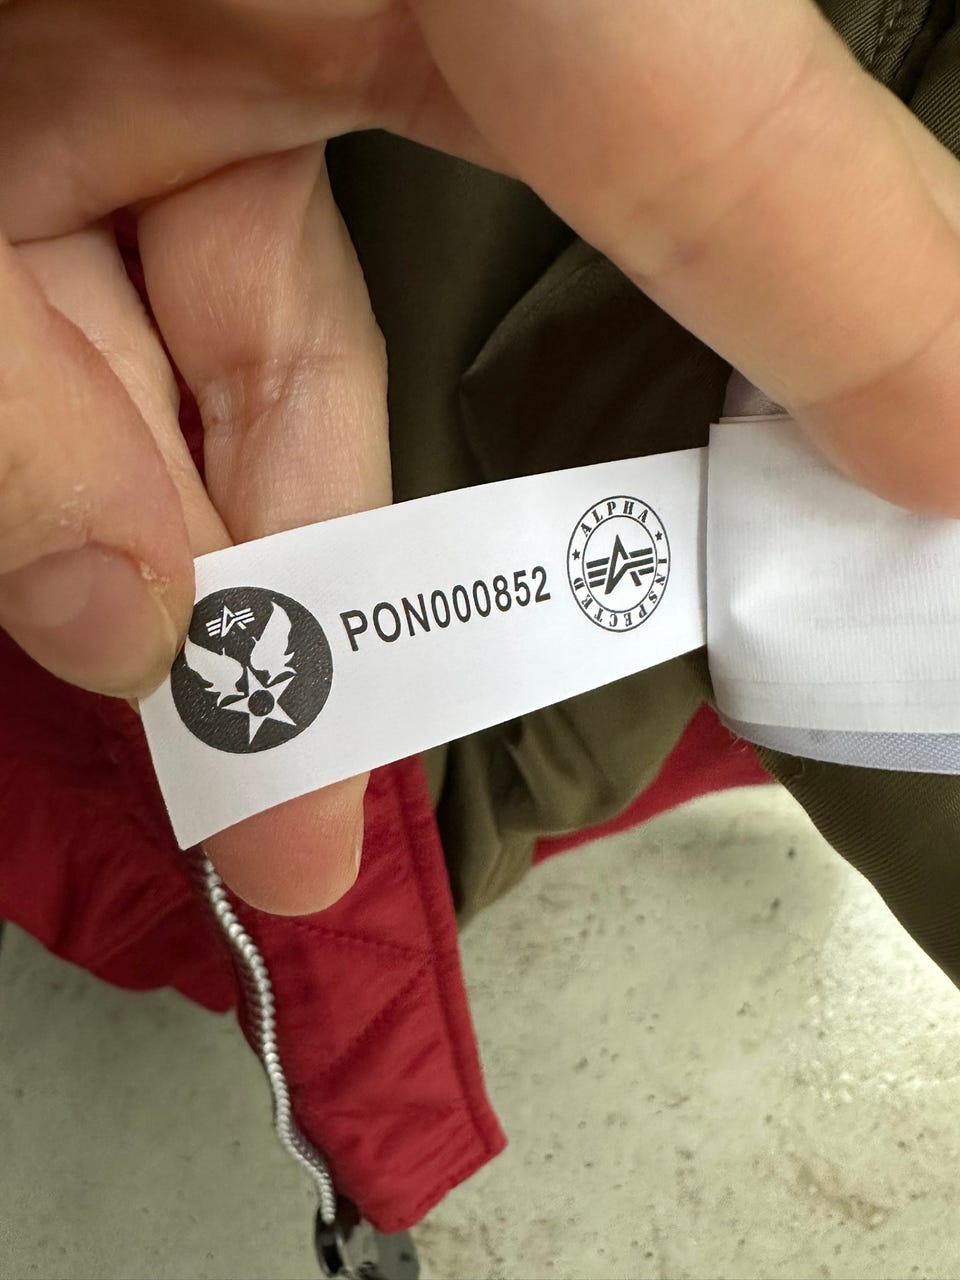 PON000852
ALPHA
INSPECTED